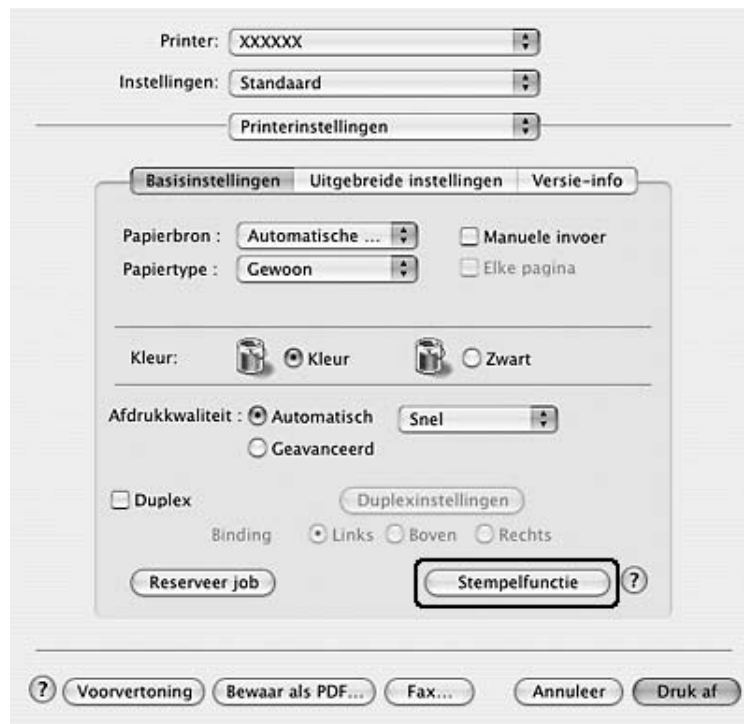 Printer: XXXXXX
Instellingen: Standaard
Printerinstellingen
Basisinstellingen Uitgebreide instellingen Versie-info
Papierbron : Automatische ... Manuele invoer
Papiertype : Gewoon Elke pagina
Kleur: Kleur Zwart
Afdrukkwaliteit : Automatisch Snel
Geavanceerd
Duplex Duplexinstellingen
Binding Links Boven Rechts
Reserveer job Stempelfunctie ?
? Voorvertoning Bewaar als PDF... Fax... Annuleer Druk af